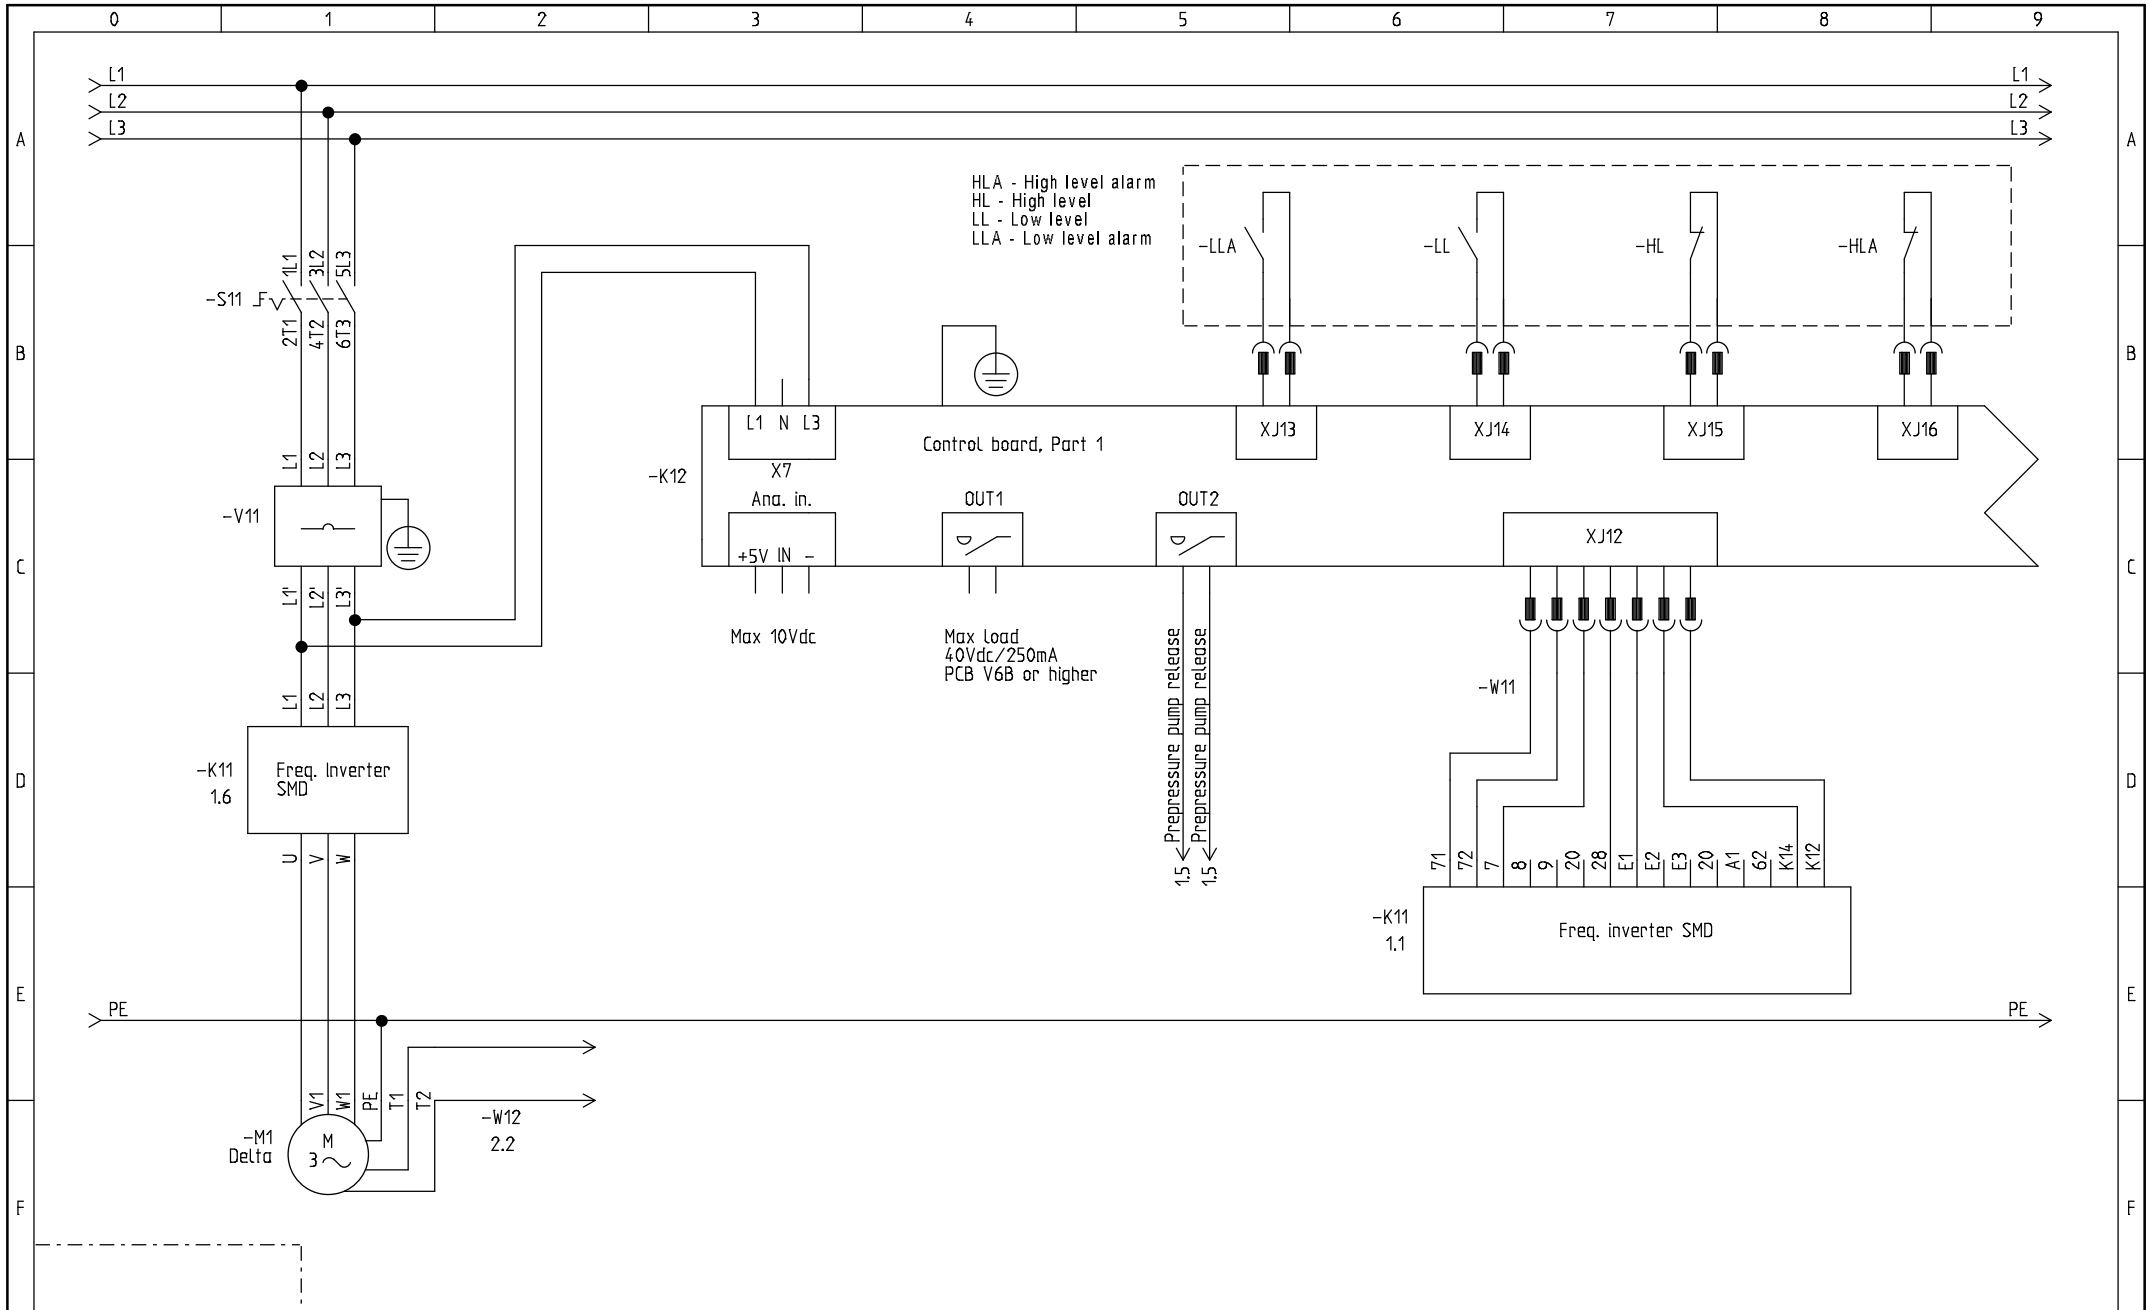 0 1 2 3 4 5 6 7 8 9
L1 L1
L2 L2
L3 L3
A A
HLA - High level alarm
HL - High level
LL - Low level
LLA - Low level alarm
-LLA -LL -HL -HLA
1L1 3L2 5L3
-S11
2T1 4T2 6T3
B B
L1 N L3
X7
Control board, Part 1
XJ13 XJ14 XJ15 XJ16
L1 L2 L3
-K12
-V11
Ana. in.
+5V IN -
OUT1
OUT2
XJ12
C C
L1' L2' L3'
Max 10Vdc
Max load
40Vdc/250mA
PCB V6B or higher
Prepressure pump release
Prepressure pump release
1.5 1.5
-W11
L1 L2 L3
-K11
1.6
Freq. Inverter
SMD
D D
U V W
71 72 7 8 9 20 28 E1 E2 E3 20 A1 62 K14 K12
-K11
1.1
Freq. inverter SMD
E E
PE PE
V1 W1 PE T1 T2
-W12
2.2
-M1
Delta
M
3
F F